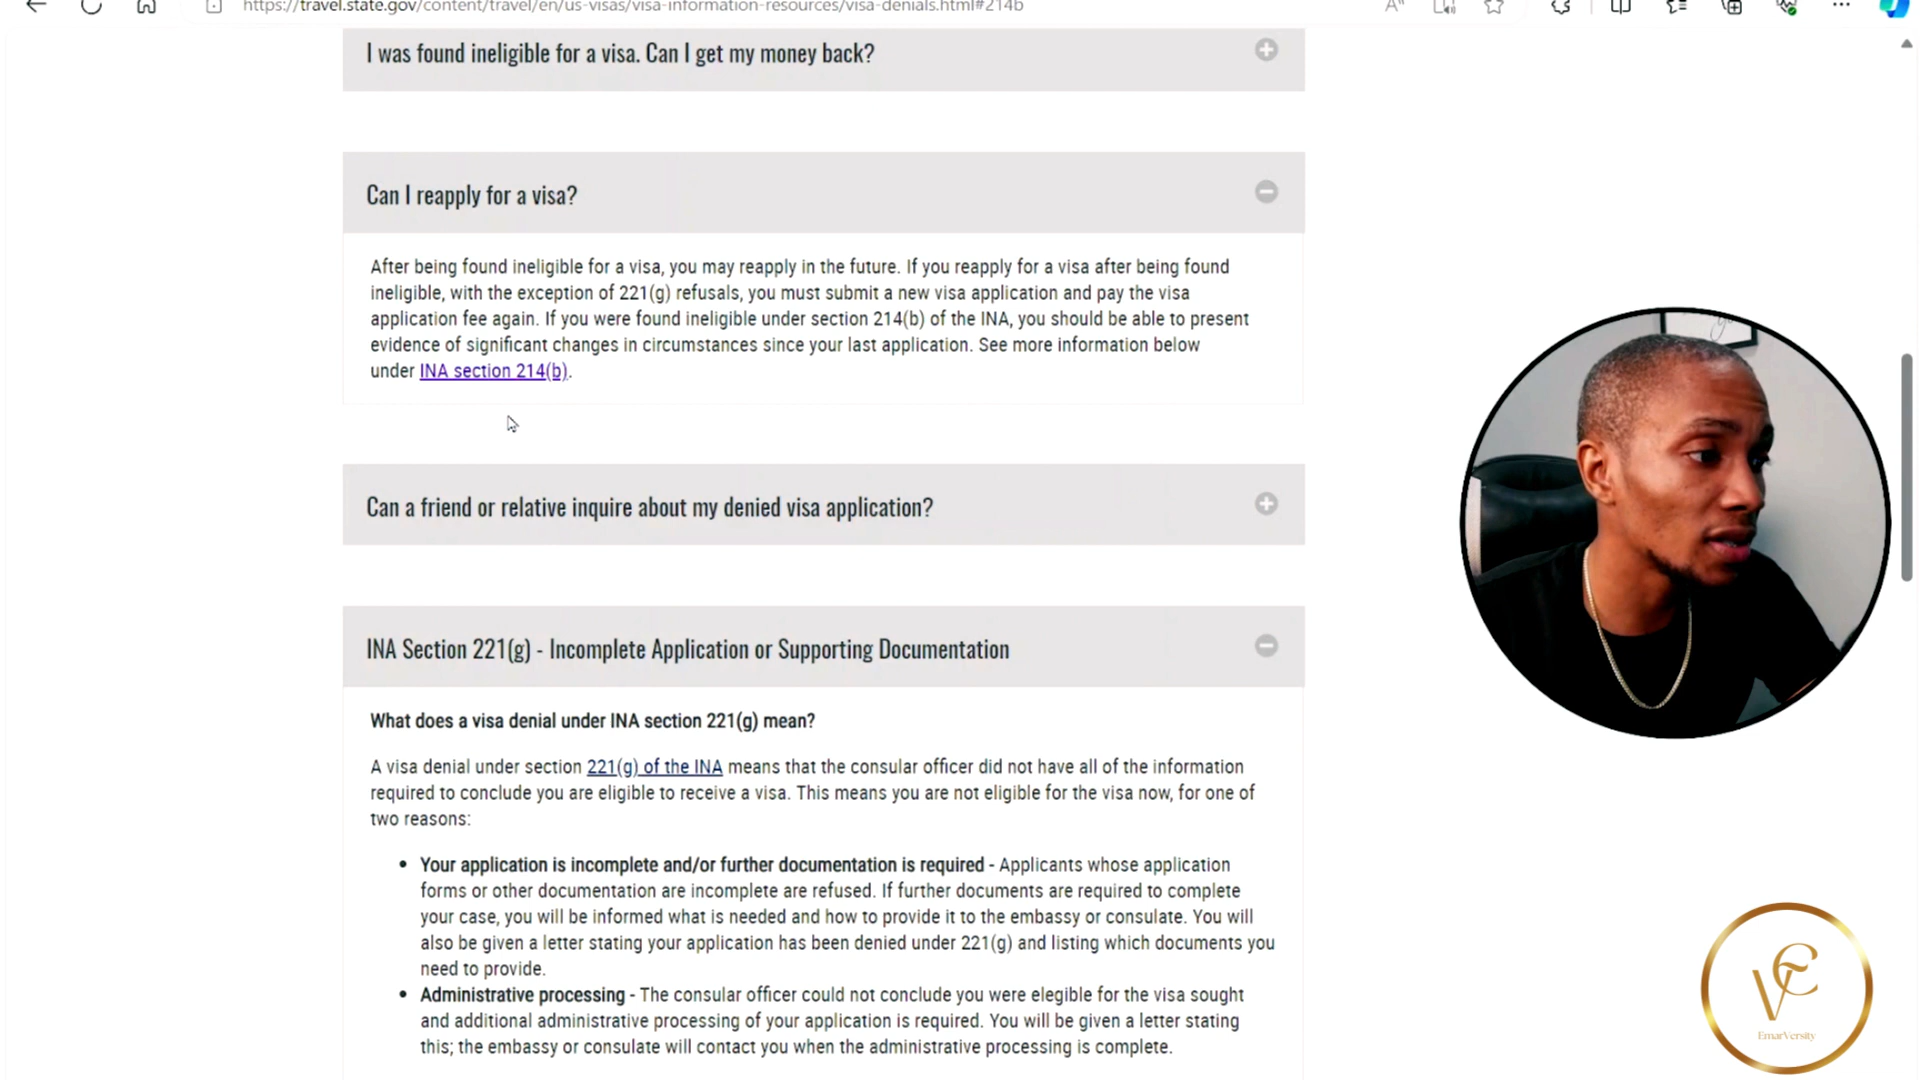 https://travel.state.gov/content/travel/en/us-visas/visa-information-resources/visa-denials.html#214b
I was found ineligible for a visa. Can I get my money back?
Can I reapply for a visa?
After being found ineligible for a visa, you may reapply in the future. If you reapply for a visa after being found
ineligible, with the exception of 221(g) refusals, you must submit a new visa application and pay the visa
application fee again. If you were found ineligible under section 214(b) of the INA, you should be able to present
evidence of significant changes in circumstances since your last application. See more information below
under INA section 214(b).
Can a friend or relative inquire about my denied visa application?
INA Section 221(g) - Incomplete Application or Supporting Documentation
What does a visa denial under INA section 221(g) mean?
A visa denial under section 221(g) of the INA means that the consular officer did not have all of the information
required to conclude you are eligible to receive a visa. This means you are not eligible for the visa now, for one of
two reasons:
• Your application is incomplete and/or further documentation is required - Applicants whose application
forms or other documentation are incomplete are refused. If further documents are required to complete
your case, you will be informed what is needed and how to provide it to the embassy or consulate. You will
also be given a letter stating your application has been denied under 221(g) and listing which documents you
need to provide.
• Administrative processing - The consular officer could not conclude you were elegible for the visa sought
and additional administrative processing of your application is required. You will be given a letter stating
this; the embassy or consulate will contact you when the administrative processing is complete.
EmarVersity